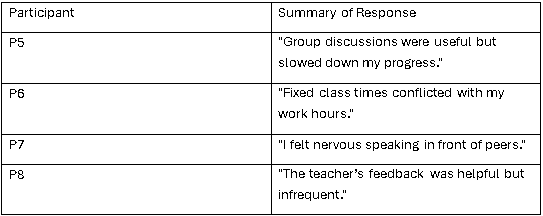 Participant
Summary of Response
P5
"Group discussions were useful but
slowed down my progress."
P6
"Fixed class times conflicted with my
work hours."
P7
"I felt nervous speaking in front of peers."
P8
"The teacher’s feedback was helpful but
infrequent."